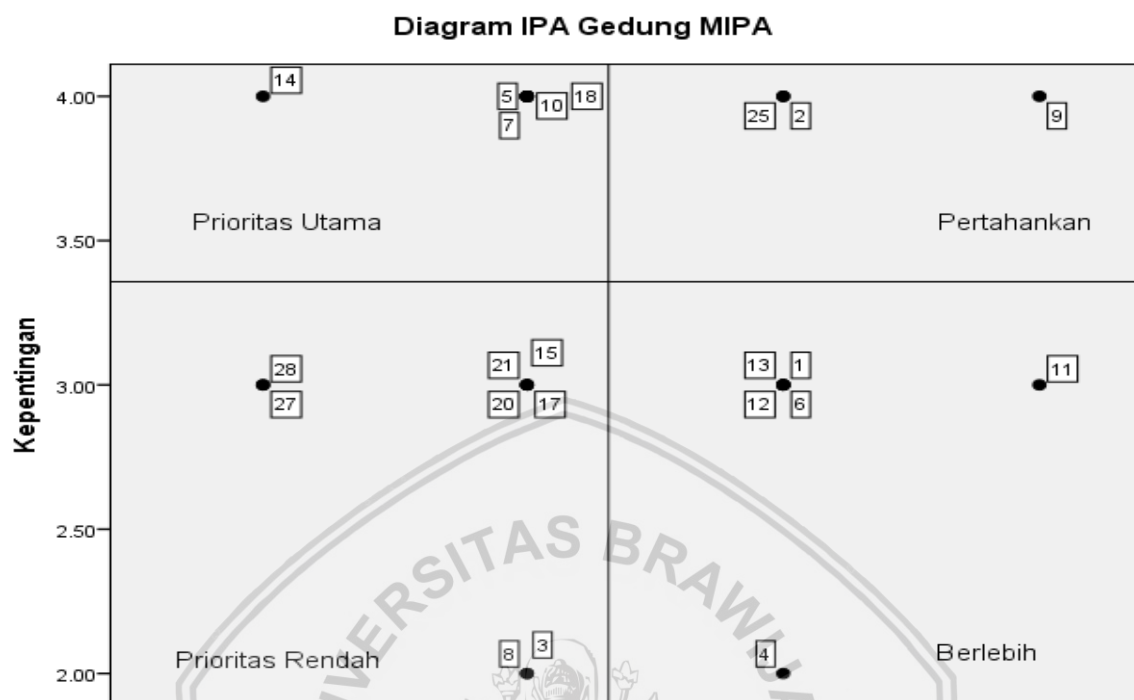 Diagram IPA Gedung MIPA
14
4.00
5 10 18
7
25 2
9
Prioritas Utama
Pertahankan
3.50
Kepentingan
28
27
3.00
21 15
20 17
13 1
12 6
11
2.50
UNIVERSITAS BRAWIJAYA
8 3
4
Prioritas Rendah
Berlebih
2.00